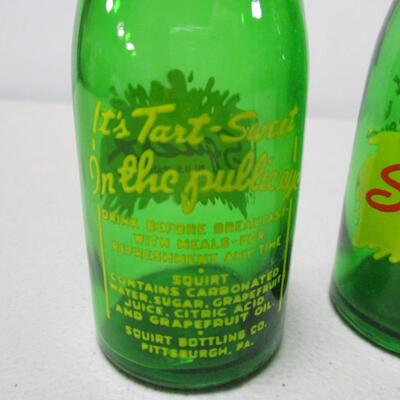 It's Tart-Sweet
In the public eye
DRINK BEFORE BREAKFAST-
WITH MEALS-FOR
REFRESHMENT ANY TIME
SQUIRT
CONTAINS CARBONATED
WATER, SUGAR, GRAPEFRUIT
JUICE, CITRIC ACID
AND GRAPEFRUIT OIL.
SQUIRT BOTTLING CO.
PITTSBURGH, PA.